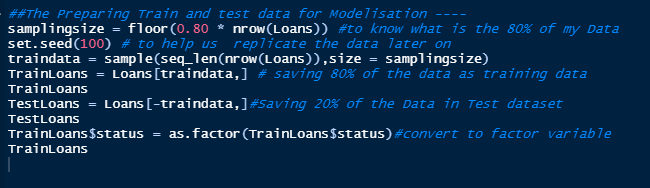 ##The Preparing Train and test data for Modelisation ----
samplingsize = floor(0.80 * nrow(Loans)) #to know what is the 80% of my Data
set.seed(100) # to help us  replicate the data later on
traindata = sample(seq_len(nrow(Loans)),size = samplingsize)
TrainLoans = Loans[traindata,] # saving 80% of the data as training data
TrainLoans
TestLoans = Loans[-traindata,]#Saving 20% of the Data in Test dataset
TestLoans
TrainLoans$status = as.factor(TrainLoans$status)#convert to factor variable
TrainLoans